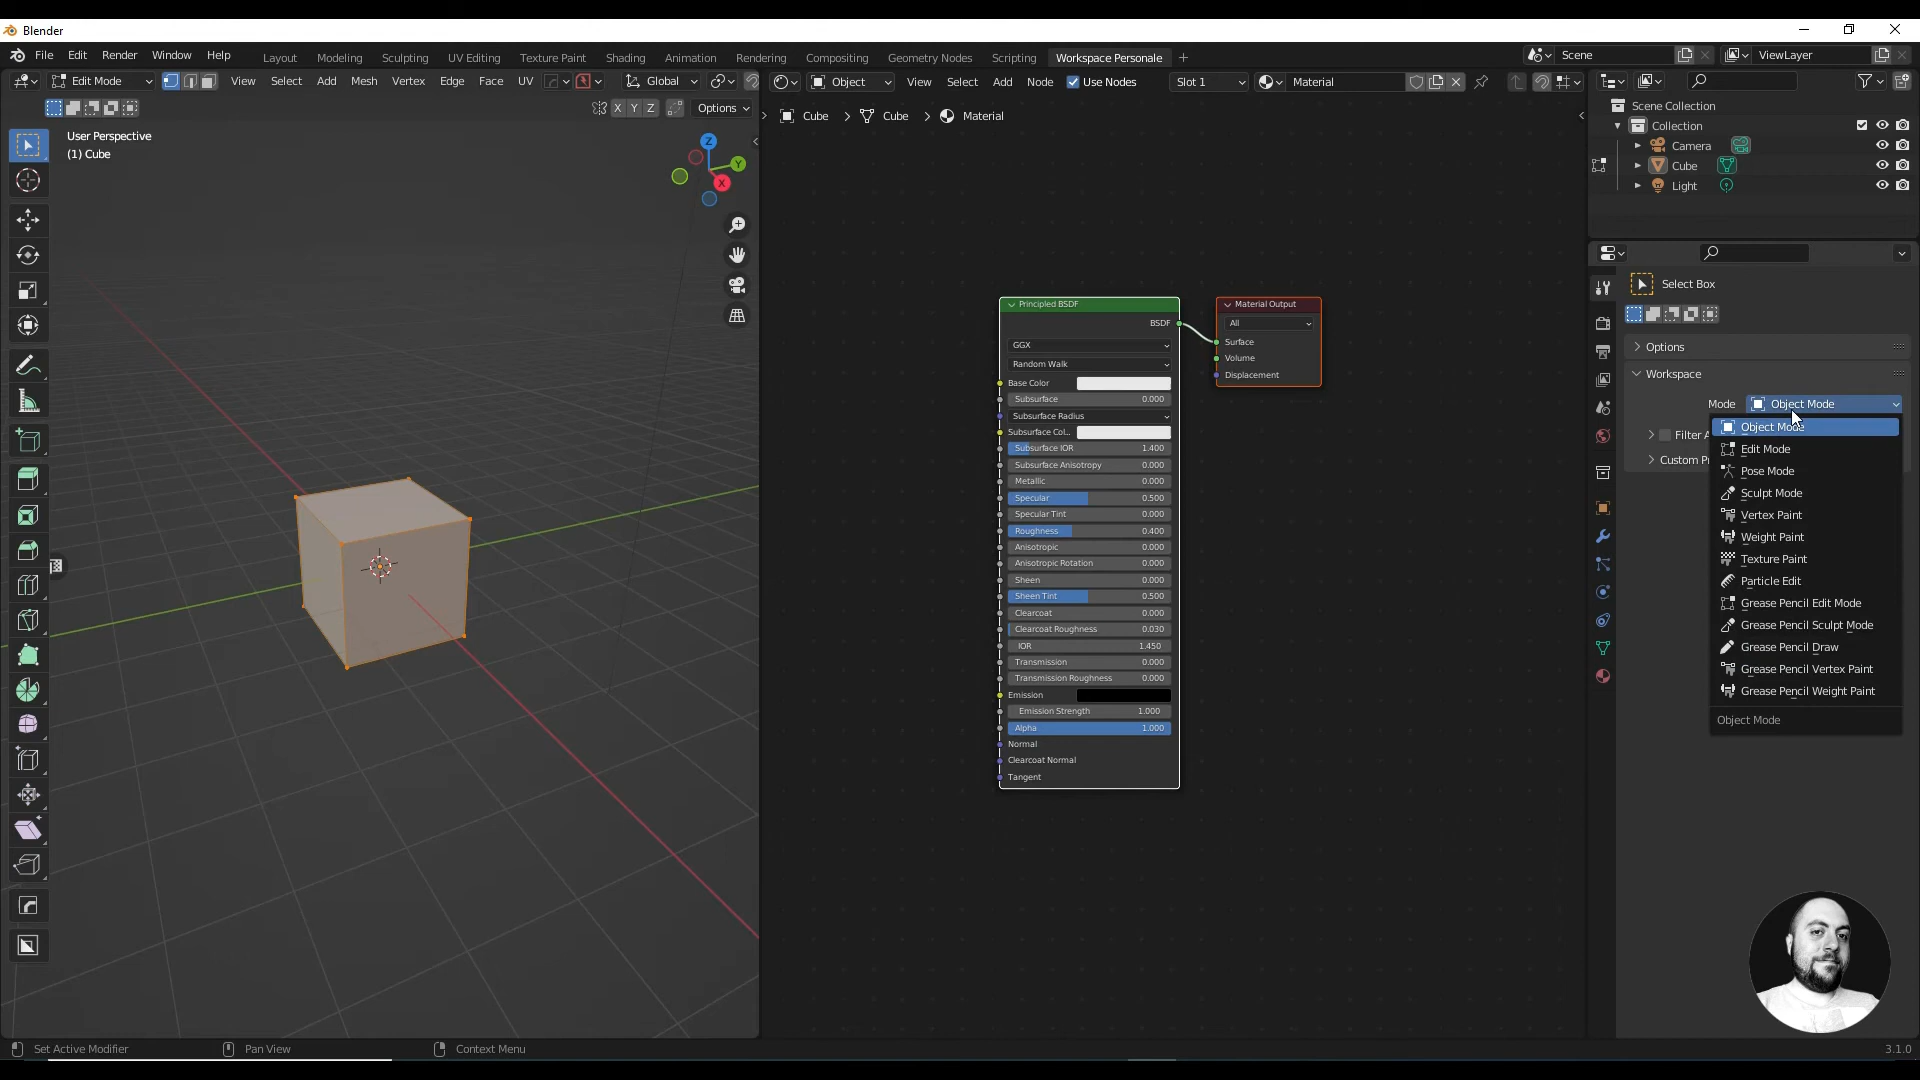 Blender
File Edit Render Window Help
Layout Modeling Sculpting UV Editing Texture Paint Shading Animation Rendering Compositing Geometry Nodes Scripting Workspace Personale
Scene
ViewLayer
Edit Mode View Select Add Mesh Vertex Edge Face UV Global
Object View Select Add Node Use Nodes Slot 1 Material
X Y Z Options
User Perspective
(1) Cube
Z
Y
X
Cube Cube Material
Principled BSDF
BSDF
GGX
Random Walk
Base Color
Subsurface 0.000
Subsurface Radius
Subsurface Col..
Subsurface IOR 1.400
Subsurface Anisotropy 0.000
Metallic 0.000
Specular 0.500
Specular Tint 0.000
Roughness 0.400
Anisotropic 0.000
Anisotropic Rotation 0.000
Sheen 0.000
Sheen Tint 0.500
Clearcoat 0.000
Clearcoat Roughness 0.030
IOR 1.450
Transmission 0.000
Transmission Roughness 0.000
Emission
Emission Strength 1.000
Alpha 1.000
Normal
Clearcoat Normal
Tangent
Material Output
All
Surface
Volume
Displacement
Scene Collection
Collection
Camera
Cube
Light
Select Box
Options
Workspace
Mode Object Mode
Filter A
Custom Pr
Object Mode
Edit Mode
Pose Mode
Sculpt Mode
Vertex Paint
Weight Paint
Texture Paint
Particle Edit
Grease Pencil Edit Mode
Grease Pencil Sculpt Mode
Grease Pencil Draw
Grease Pencil Vertex Paint
Grease Pencil Weight Paint
Object Mode
Set Active Modifier Pan View Context Menu
3.1.0